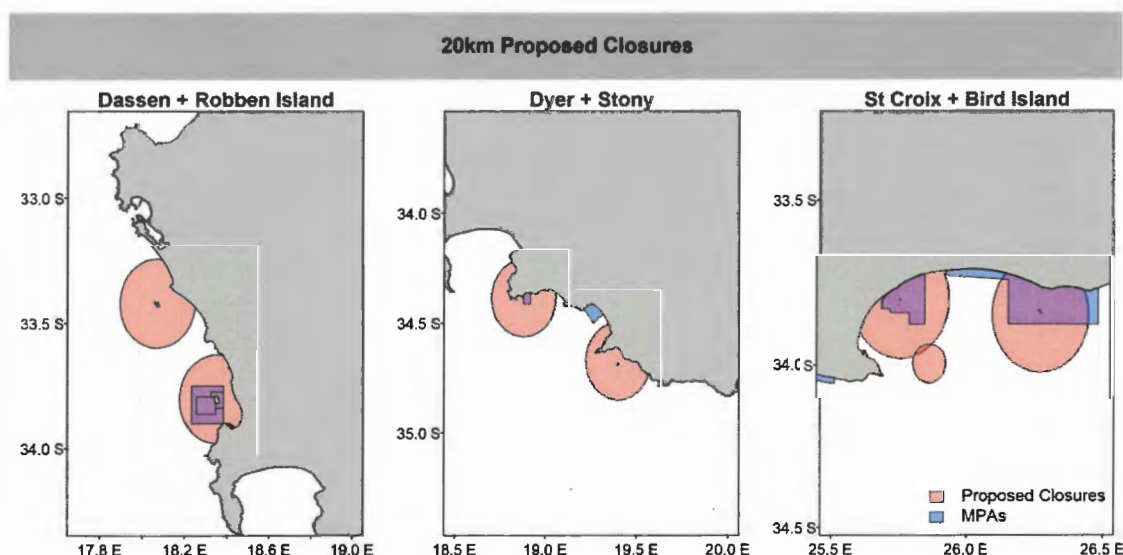 20km Proposed Closures
Dassen + Robben Island
Dyer + Stony
St Croix + Bird Island
33.0 S
33.5 S
34.0 S
17.8 E
18.2 E
18.6 E
19.0 E
34.0 S
34.5 S
35.0 S
18.5 E
19.0 E
19.5 E
20.0 E
33.5 S
34.0 S
34.5 S
25.5 E
26.0 E
26.5 E
Proposed Closures
MPAs